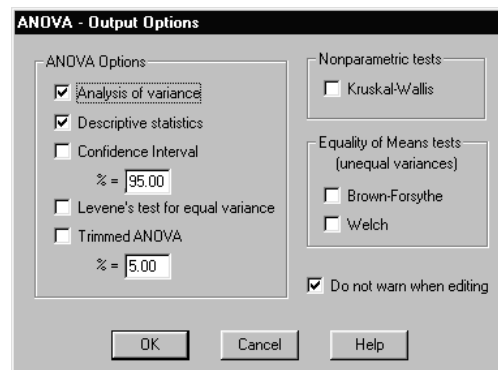 ANOVA - Output Options
ANOVA Options
Analysis of variance
Descriptive statistics
Confidence Interval
% = 95.00
Levene's test for equal variance
Trimmed ANOVA
% = 5.00
Nonparametric tests
Kruskal-Wallis
Equality of Means tests
(unequal variances)
Brown-Forsythe
Welch
Do not warn when editing
OK
Cancel
Help